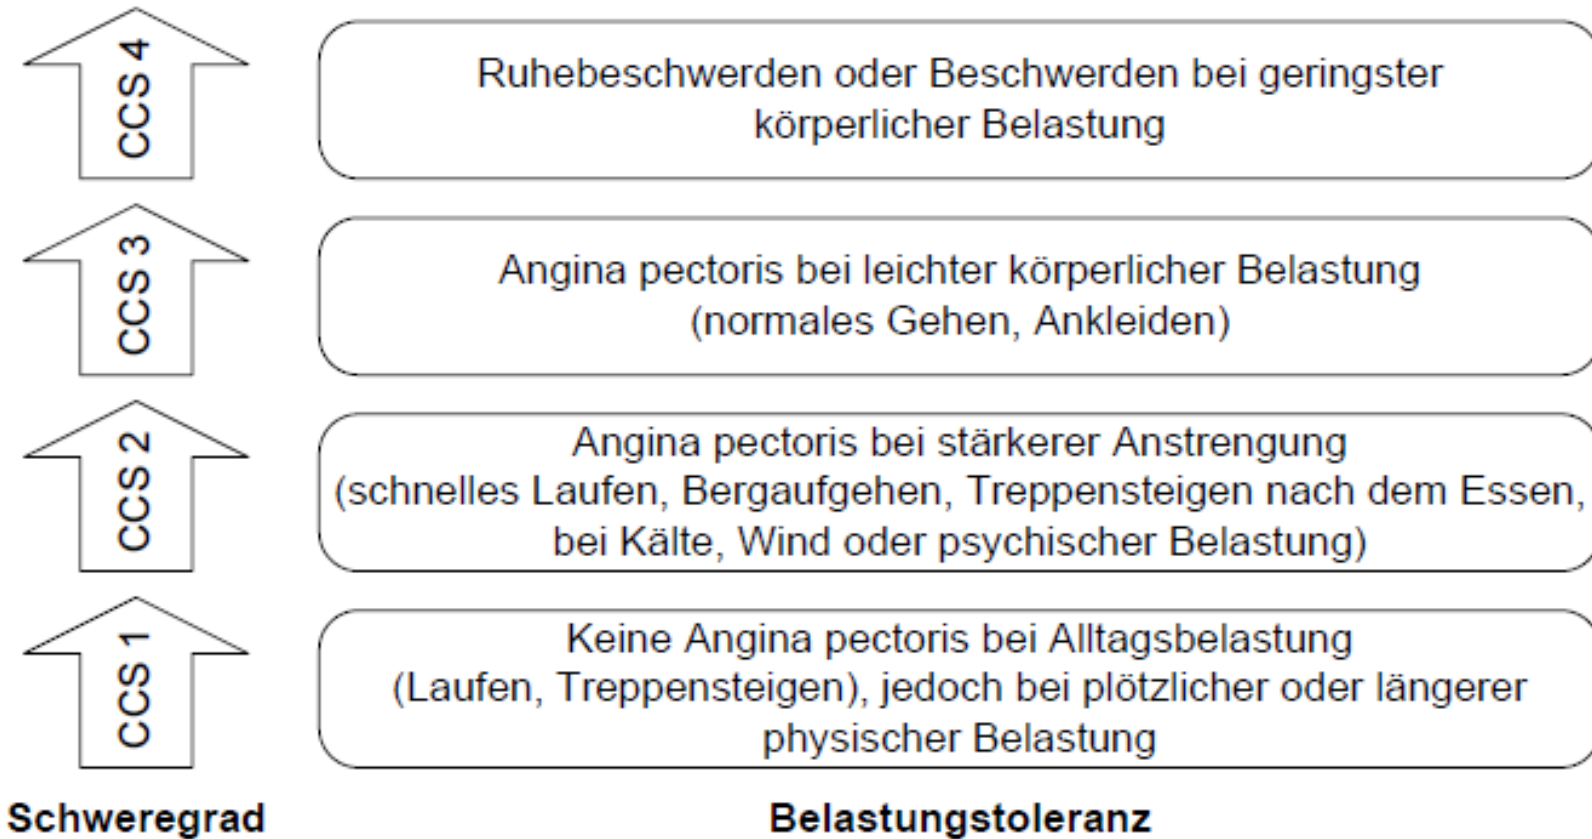 CCS 4
Ruhebeschwerden oder Beschwerden bei geringster
körperlicher Belastung
CCS 3
Angina pectoris bei leichter körperlicher Belastung
(normales Gehen, Ankleiden)
CCS 2
Angina pectoris bei stärkerer Anstrengung
(schnelles Laufen, Bergaufgehen, Treppensteigen nach dem Essen,
bei Kälte, Wind oder psychischer Belastung)
CCS 1
Keine Angina pectoris bei Alltagsbelastung
(Laufen, Treppensteigen), jedoch bei plötzlicher oder längerer
physischer Belastung
Schweregrad
Belastungstoleranz